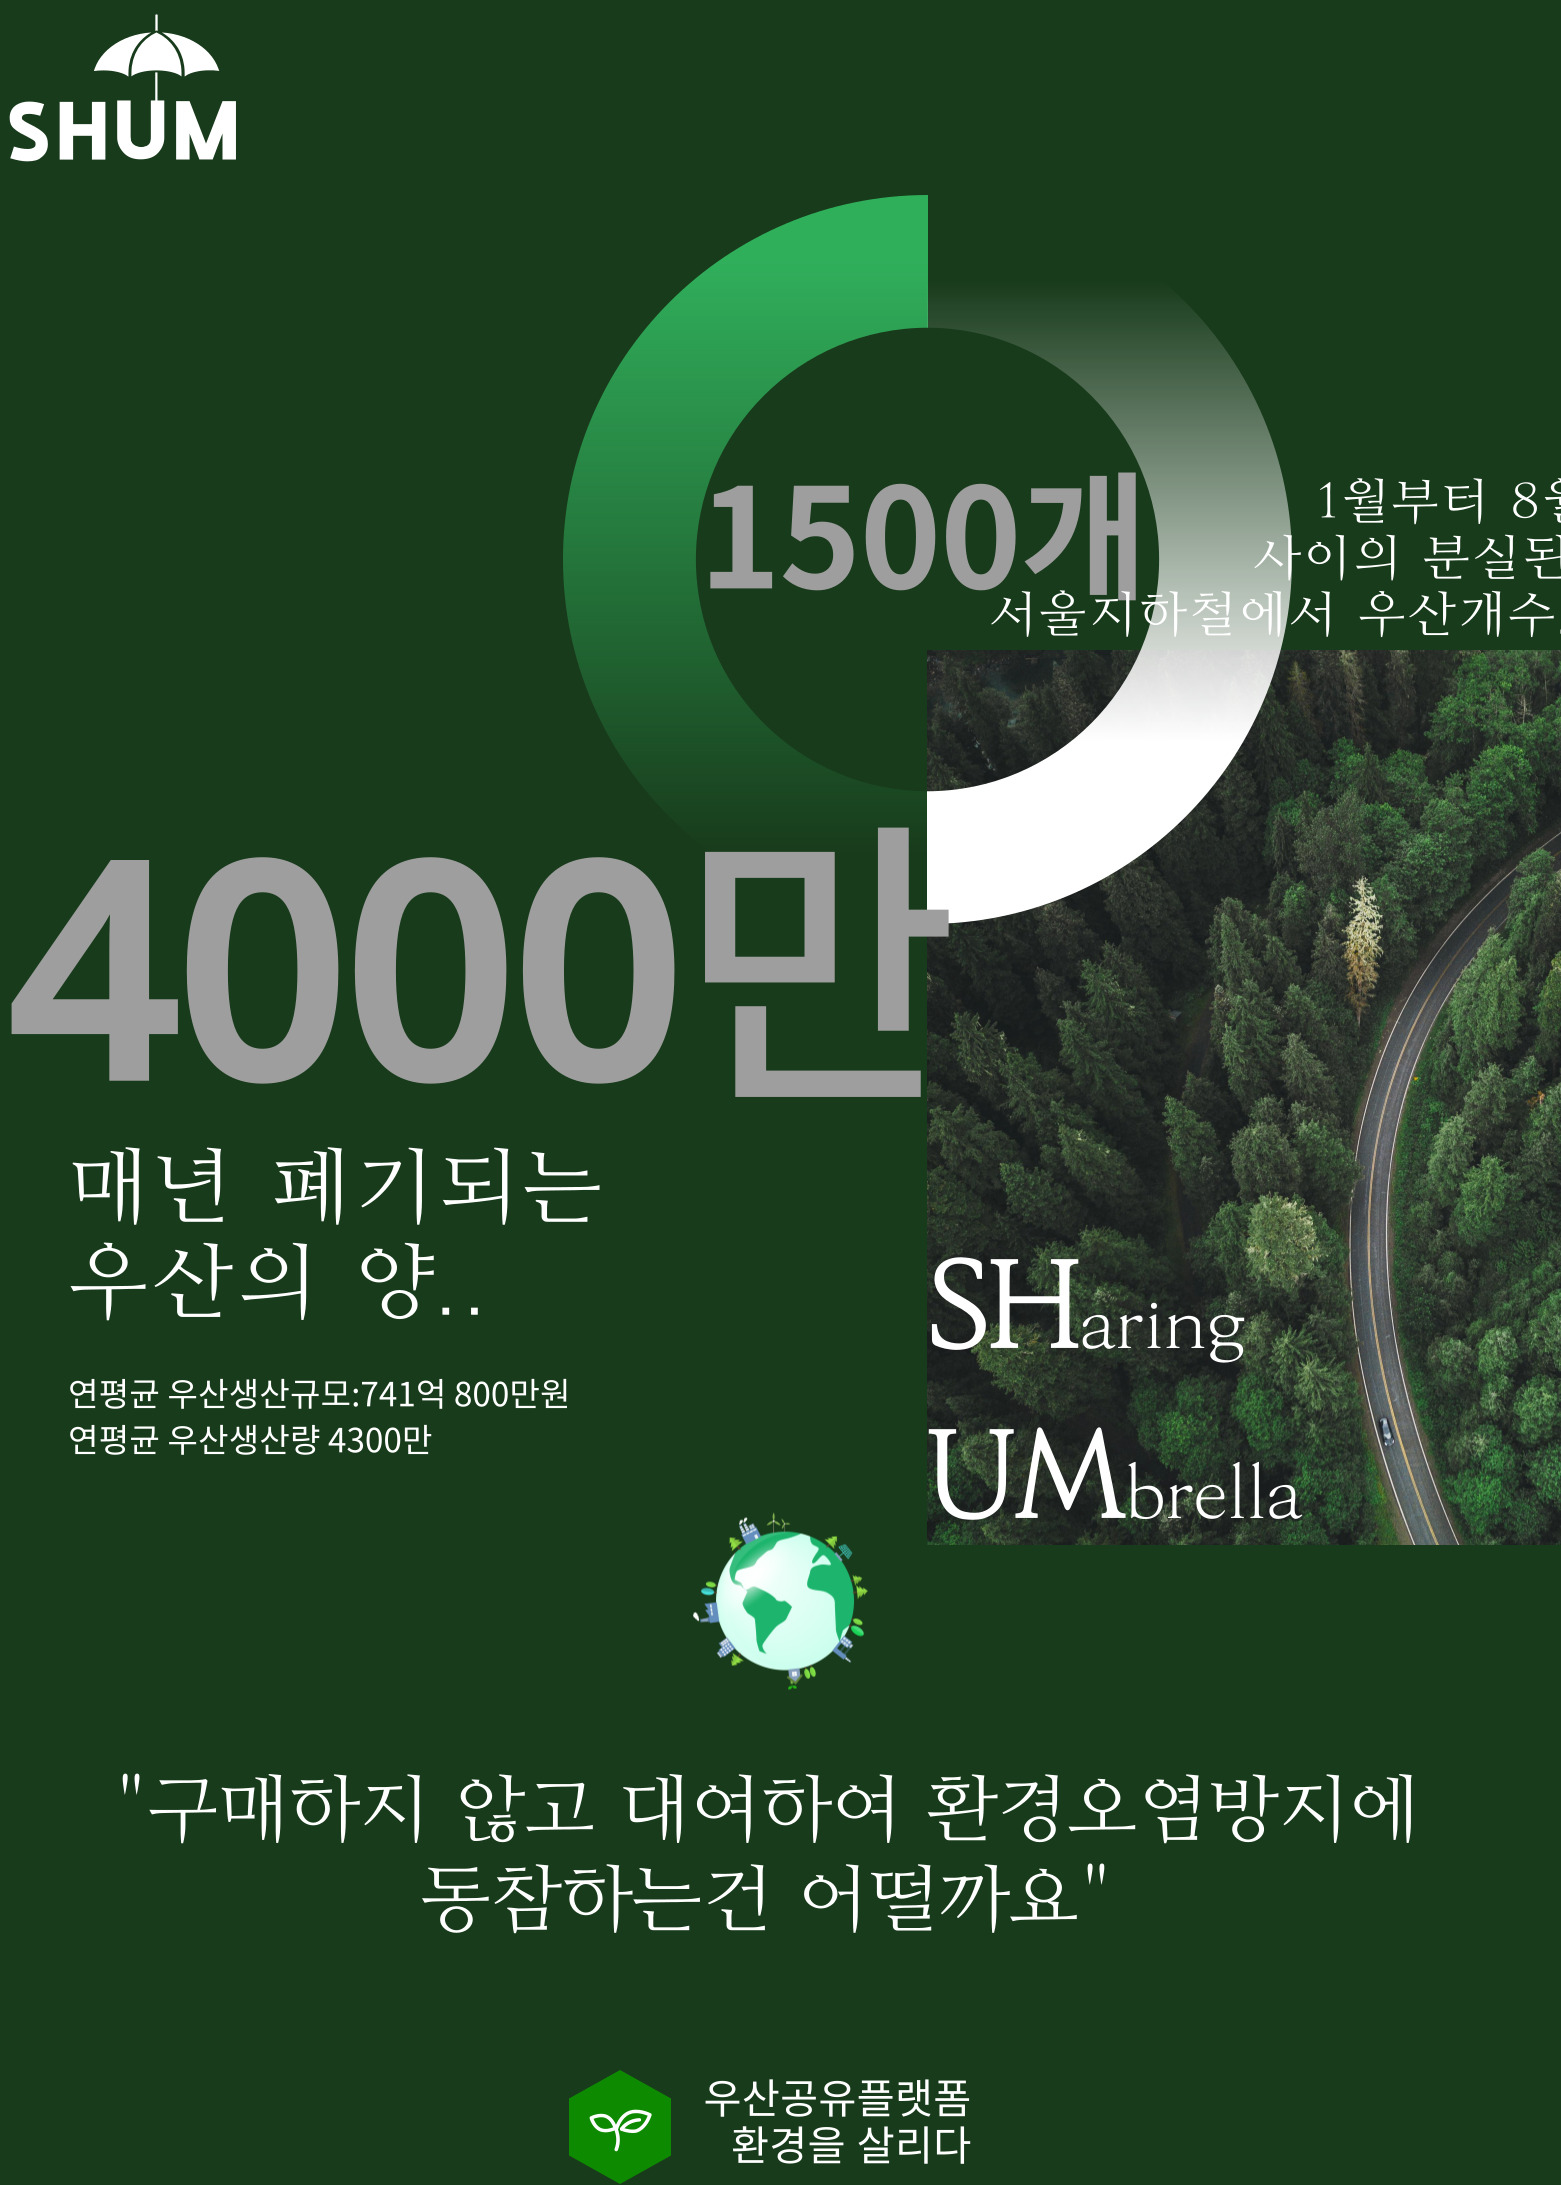 SHUM
1500개
1월부터 8월
사이의 분실된
서울지하철에서 우산개수
4000만
매년 폐기되는
우산의 양..
연평균 우산생산규모:741억 800만원
연평균 우산생산량 4300만
SHaring
UMbrella
"구매하지 않고 대여하여 환경오염방지에
동참하는건 어떨까요"
우산공유플랫폼
환경을 살리다